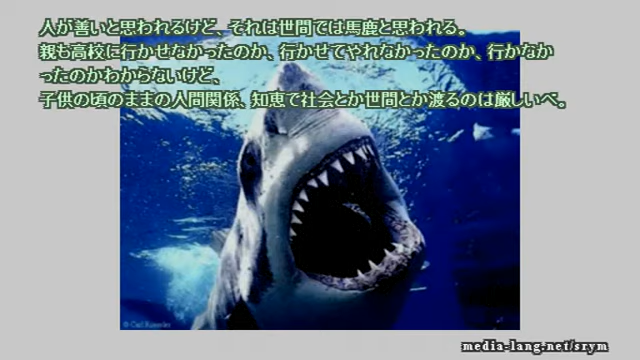 人が善いと思われるけど、それは世間では馬鹿と思われる。
親も高校に行かせなかったのか、行かせてやれなかったのか、行かなか
ったのかわからないけど、
子供の頃のままの人間関係、知恵で社会とか世間とか渡るのは厳しいべ。
media-lang-net/srym